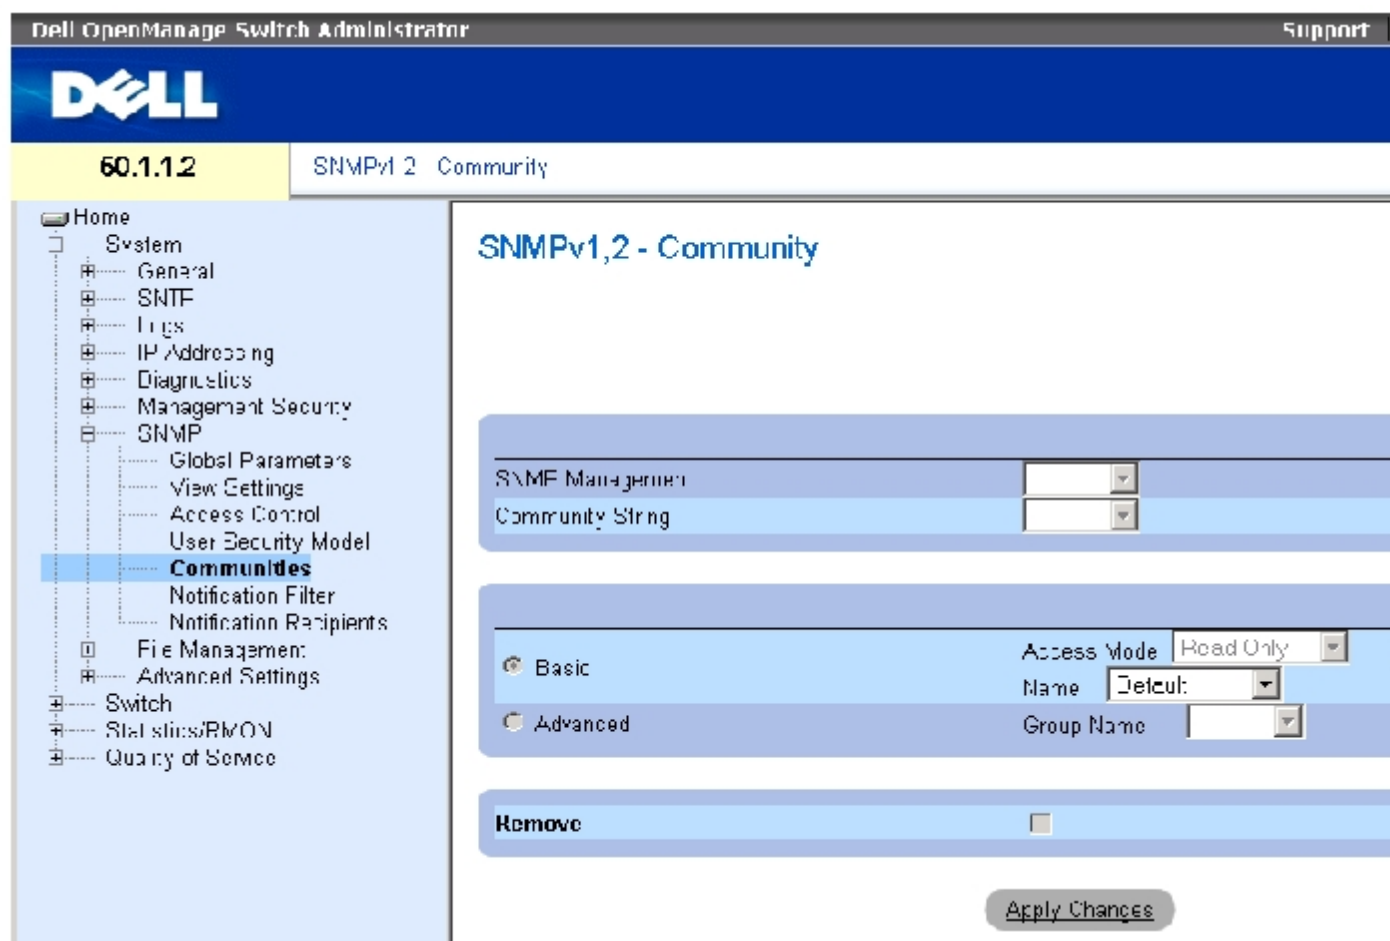 Dell OpenManage Switch Administrator
Support
DELL
60.1.1.2
SNMPv1 2 Community
Home
System
General
SNTP
Logs
IP Addressing
Diagnostics
Management Security
SNMP
Global Parameters
View Settings
Access Control
User Security Model
Communities
Notification Filter
Notification Recipients
File Management
Advanced Settings
Switch
Statistics/RMON
Quality of Service
SNMPv1,2 - Community
SNMP Management
Community String
Basic
Access Mode Read Only
Name Default
Advanced
Group Name
Remove
Apply Changes